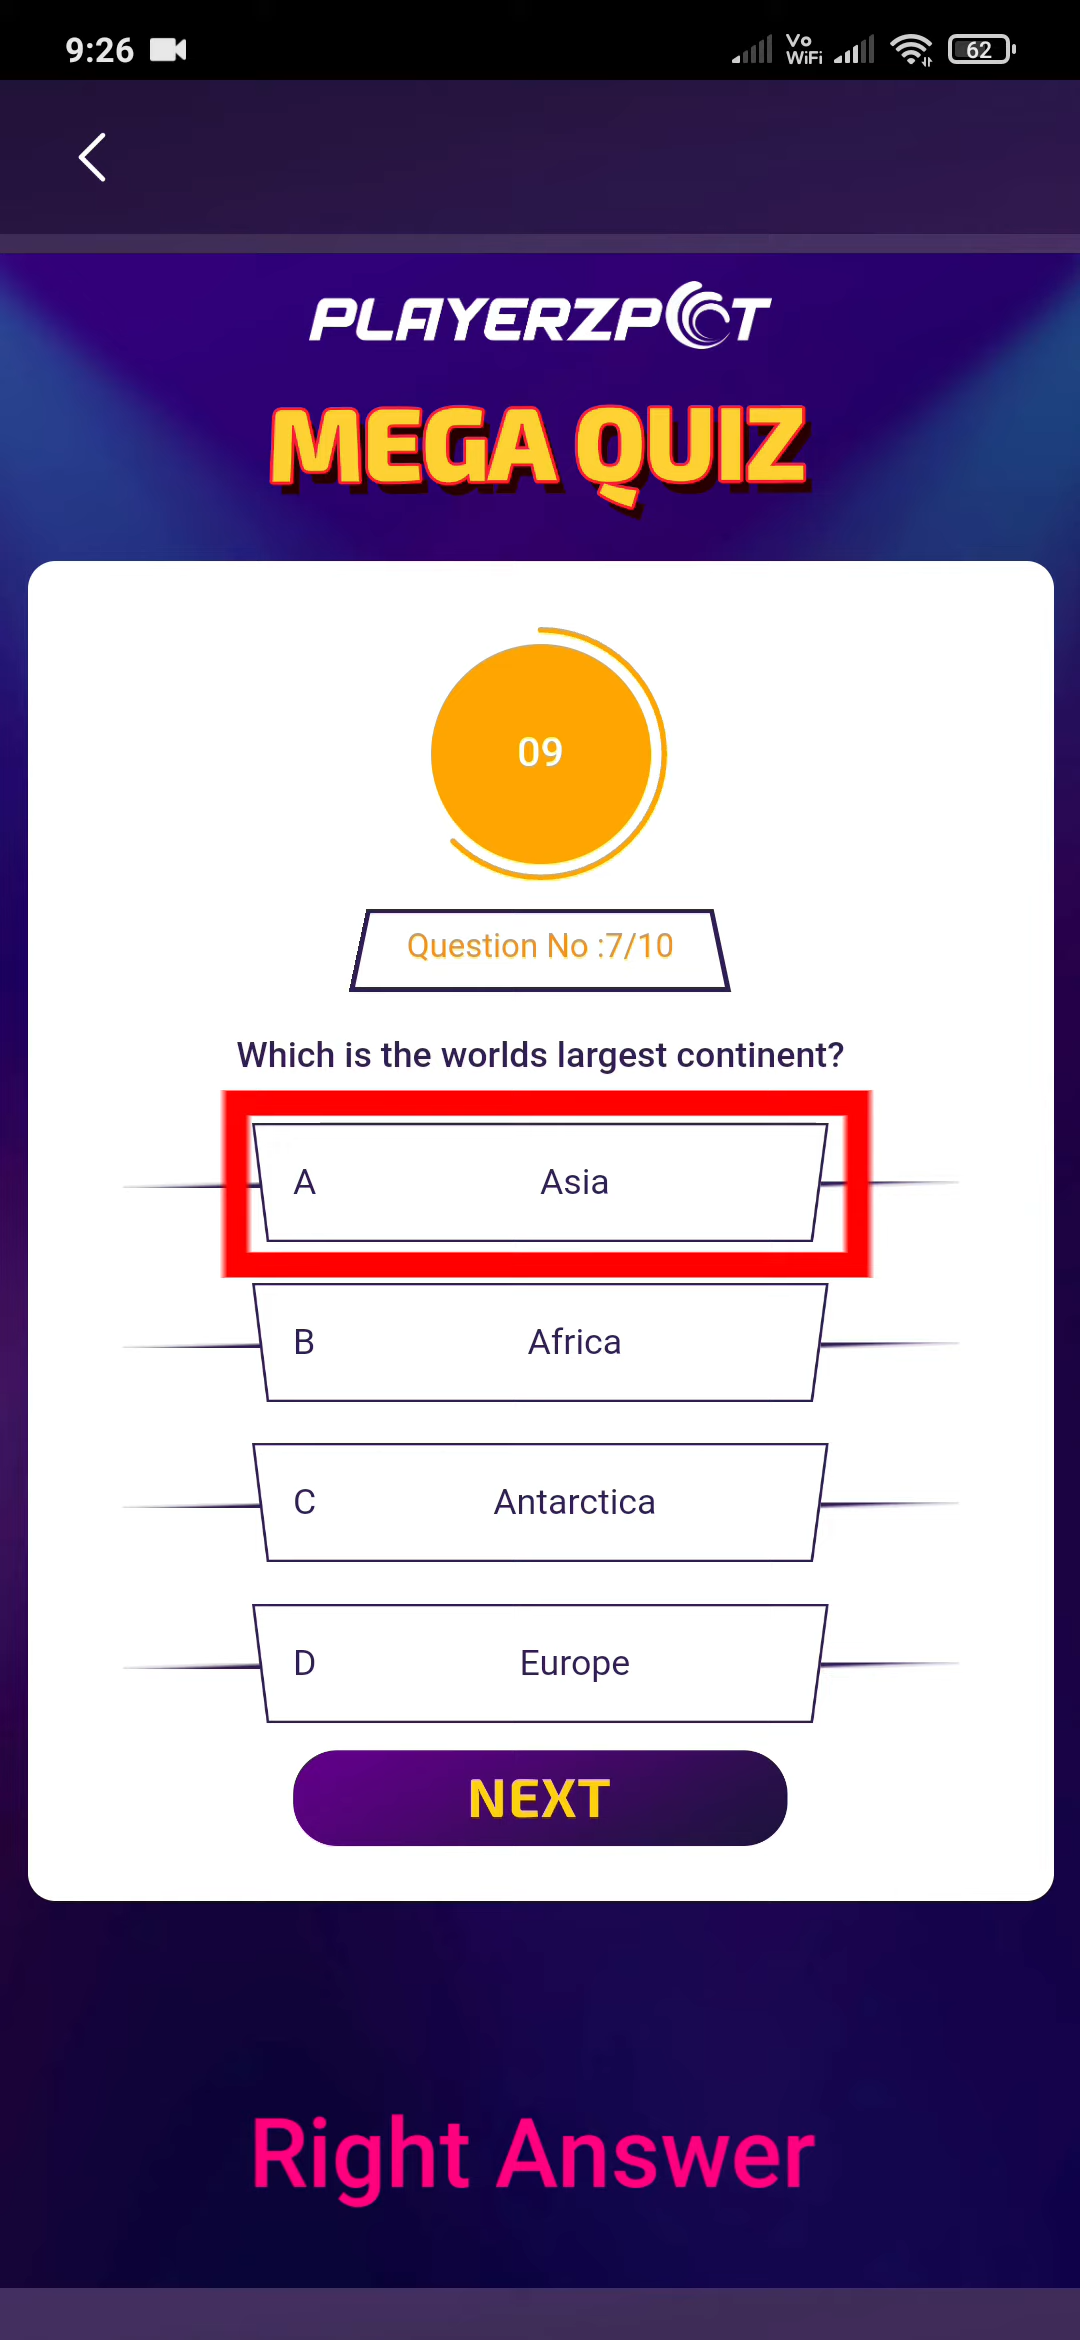 9:26
Vo
WiFi
62
PLAYERZPOT
MEGA QUIZ
09
Question No :7/10
Which is the worlds largest continent?
A Asia
B Africa
C Antarctica
D Europe
NEXT
Right Answer